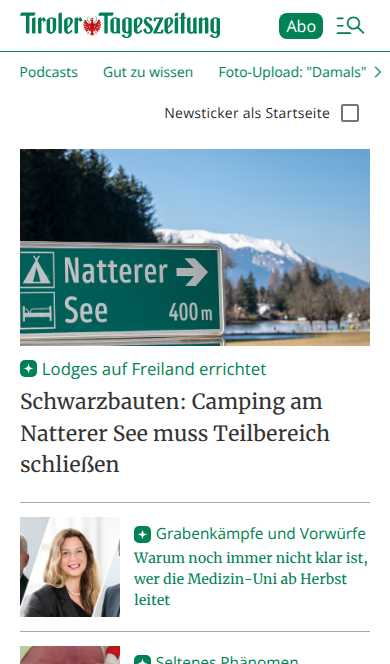 Tiroler Tageszeitung
Abo
Podcasts Gut zu wissen Foto-Upload: "Damals"
Newsticker als Startseite
Natterer
See 400 m
Lodges auf Freiland errichtet
Schwarzbauten: Camping am
Natterer See muss Teilbereich
schließen
Grabenkämpfe und Vorwürfe
Warum noch immer nicht klar ist,
wer die Medizin-Uni ab Herbst
leitet
Seltenes Phänomen